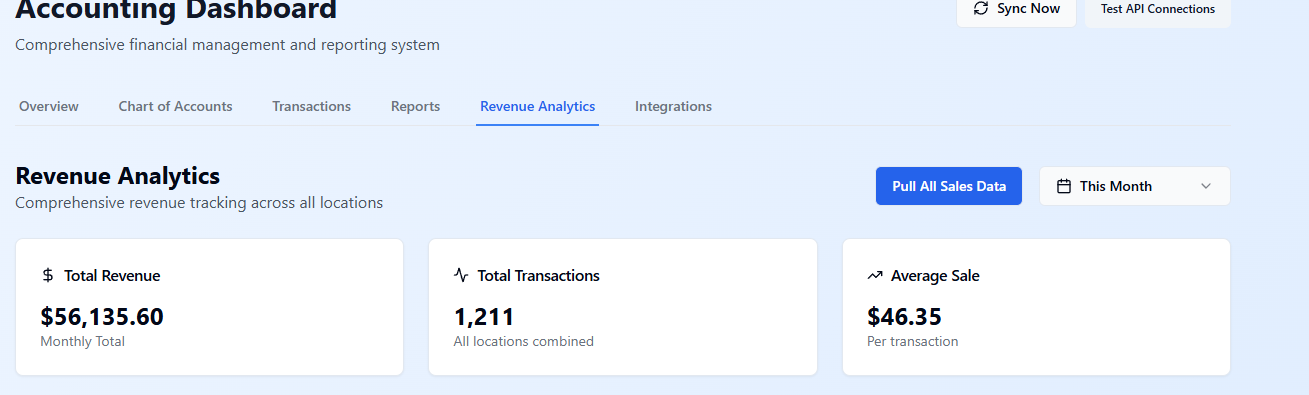 Accounting Dashboard
Sync Now
Test API Connections
Comprehensive financial management and reporting system
Overview
Chart of Accounts
Transactions
Reports
Revenue Analytics
Integrations
Revenue Analytics
Comprehensive revenue tracking across all locations
Pull All Sales Data
This Month
Total Revenue
$56,135.60
Monthly Total
Total Transactions
1,211
All locations combined
Average Sale
$46.35
Per transaction